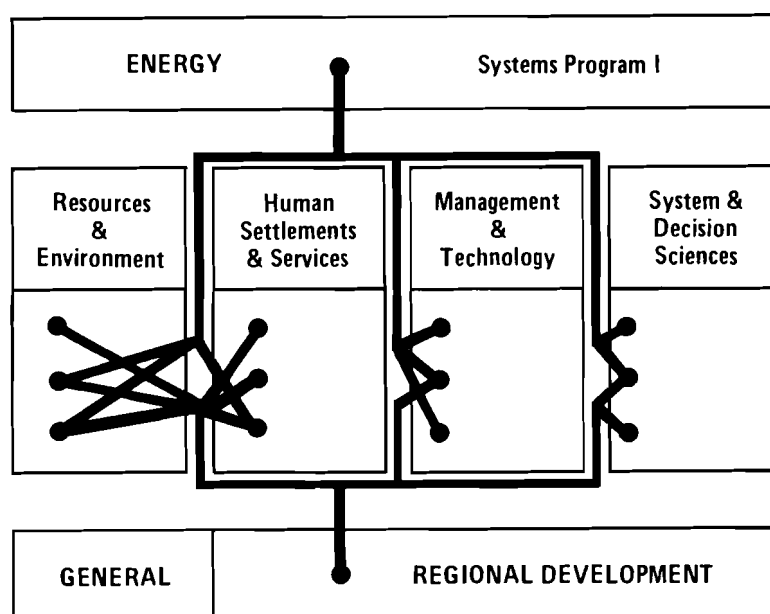 ENERGY Systems Program I
Resources
&
Environment
Human
Settlements
& Services
Management
&
Technology
System &
Decision
Sciences
GENERAL REGIONAL DEVELOPMENT